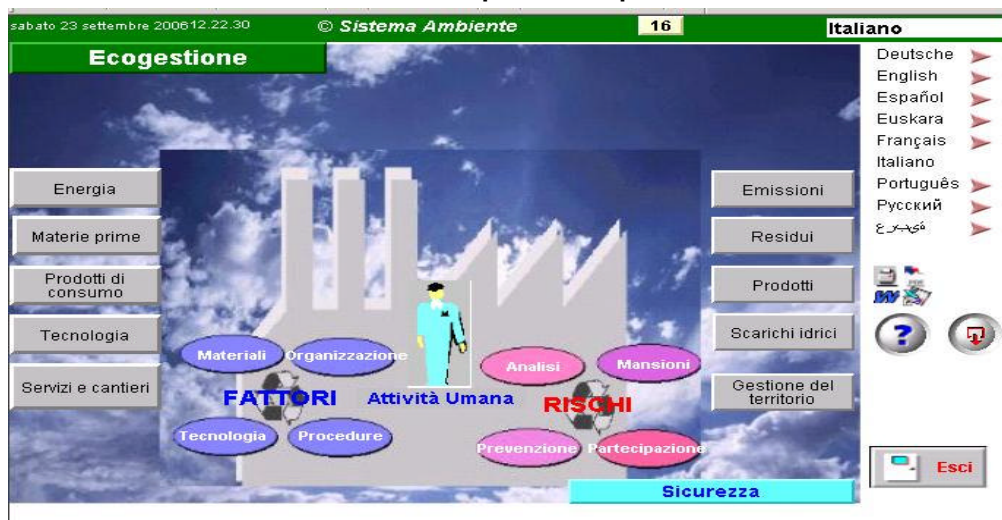 sabato 23 settembre 2006 12.22.30
© Sistema Ambiente
16
Italiano
Ecogestione
Deutsche
English
Español
Euskara
Français
Italiano
Português
Русский
Energia
Materie prime
Prodotti di
consumo
Tecnologia
Servizi e cantieri
Emissioni
Residui
Prodotti
Scarichi idrici
Gestione del
territorio
Materiali
Organizzazione
FATTORI
Tecnologia
Procedure
Attività Umana
Analisi
Mansioni
RISCHI
Prevenzione
Partecipazione
?
Esci
Sicurezza